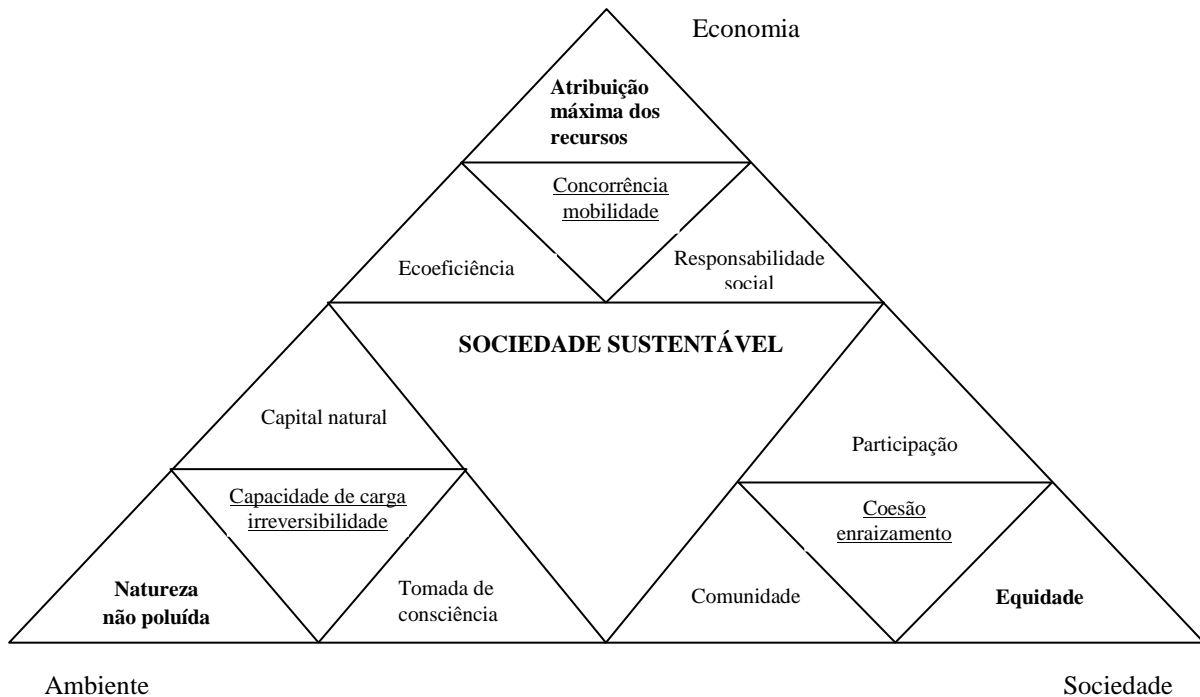 Economia
Atribuição
máxima dos
recursos
Concorrência
mobilidade
Ecoeficiência
Responsabilidade
social
SOCIEDADE SUSTENTÁVEL
Capital natural
Participação
Capacidade de carga
irreversibilidade
Coesão
enraizamento
Natureza
não poluída
Tomada de
consciência
Comunidade
Equidade
Ambiente
Sociedade